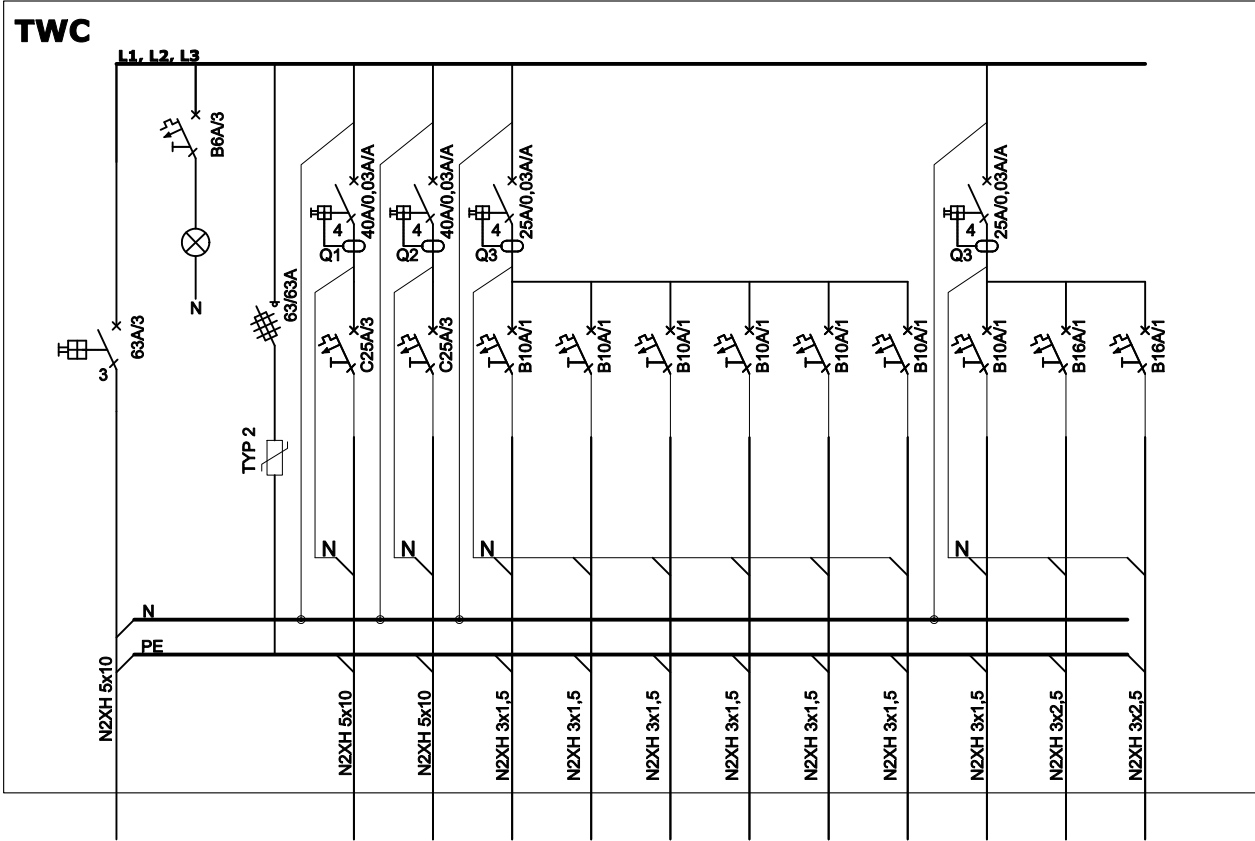 TWC
L1, L2, L3
B6A/3
N
63/63A
63A/3
3
TYP 2
40A/0,03A/A
4
Q1
40A/0,03A/A
4
Q2
25A/0,03A/A
4
Q3
25A/0,03A/A
4
Q3
C25A/3
C25A/3
B10A/1
B10A/1
B10A/1
B10A/1
B10A/1
B10A/1
B10A/1
B16A/1
B16A/1
N
N
N
N
N
PE
N2XH 5x10
N2XH 5x10
N2XH 5x10
N2XH 3x1,5
N2XH 3x1,5
N2XH 3x1,5
N2XH 3x1,5
N2XH 3x1,5
N2XH 3x1,5
N2XH 3x1,5
N2XH 3x2,5
N2XH 3x2,5